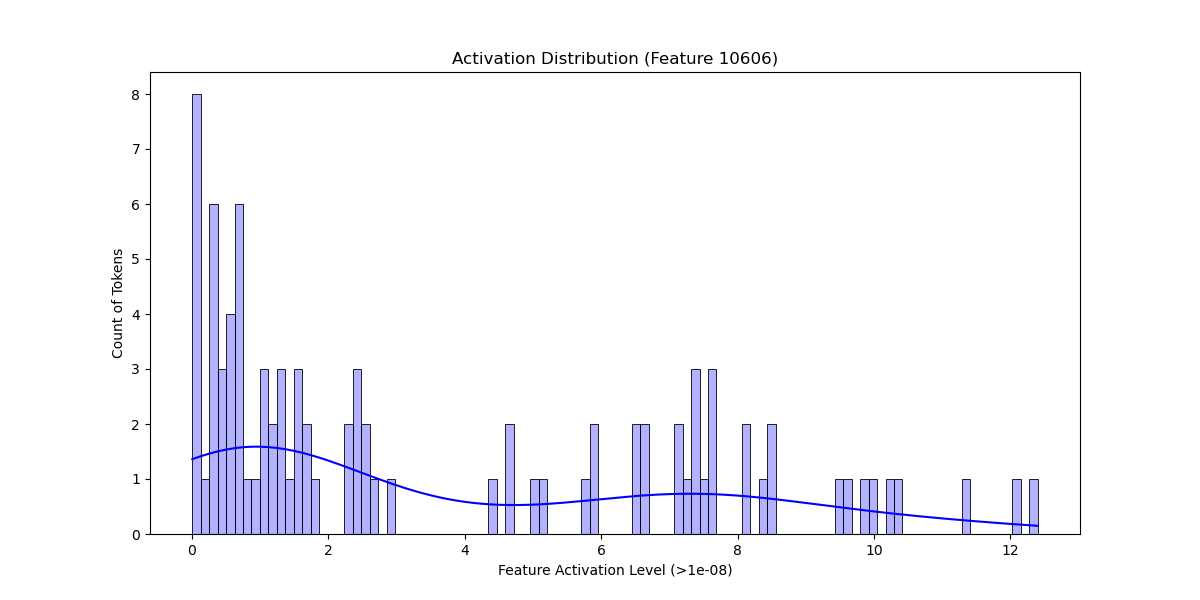 Activation Distribution (Feature 10606)
8
7
6
5
4
3
2
1
0
Count of Tokens
0 2 4 6 8 10 12
Feature Activation Level (>1e-08)